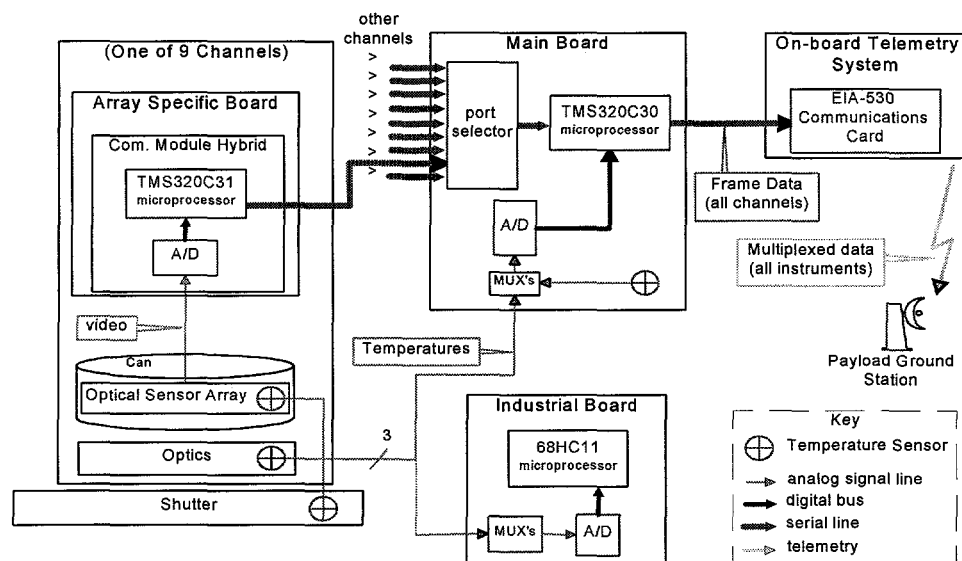 (One of 9 Channels)
Array Specific Board
Com. Module Hybrid
TMS320C31
microprocessor
A/D
video
Can
Optical Sensor Array
Optics
Shutter
other
channels
>
>
>
>
>
>
>
>
3
Main Board
port
selector
TMS320C30
microprocessor
A/D
MUX's
Temperatures
Industrial Board
68HC11
microprocessor
MUX's
A/D
On-board Telemetry
System
EIA-530
Communications
Card
Frame Data
(all channels)
Multiplexed data
(all instruments)
Payload Ground
Station
Key
Temperature Sensor
analog signal line
digital bus
serial line
telemetry